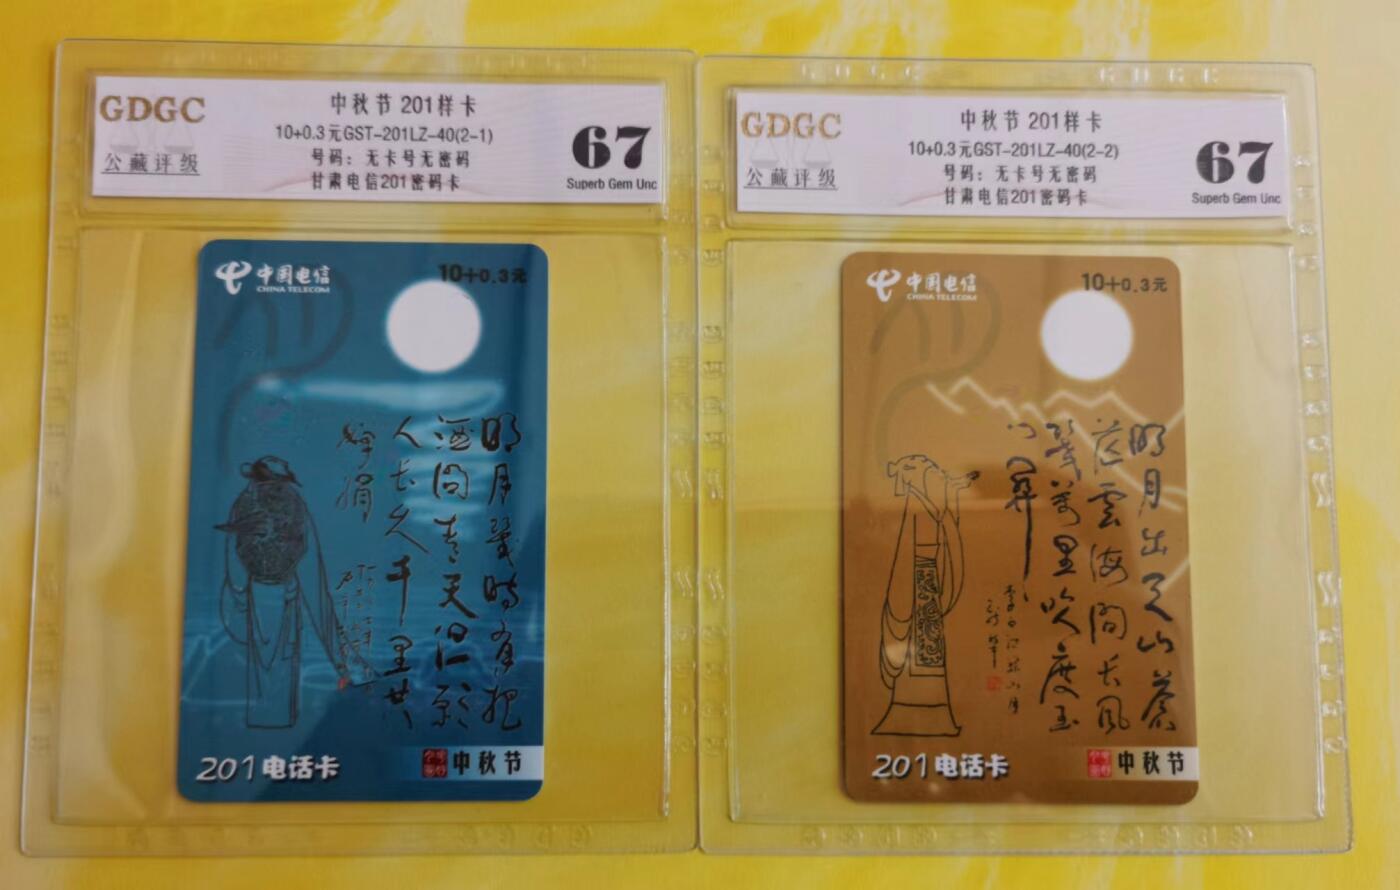 GDGC
公藏评级
中秋节 201样卡
10+0.3元GST-201LZ-40(2-1)
号码：无卡号无密码
甘肃电信201密码卡
67
Superb Gem Unc
中国电信
CHINA TELECOM
10+0.3元
明月幾时有把
酒问青天但願
人长久千里共
婵娟
201电话卡
中秋节
GDGC
公藏评级
中秋节 201样卡
10+0.3元GST-201LZ-40(2-2)
号码：无卡号无密码
甘肃电信201密码卡
67
Superb Gem Unc
中国电信
CHINA TELECOM
10+0.3元
明月出天山蒼
茫雲海间长风
幾萬里吹度玉
门関
201电话卡
中秋节